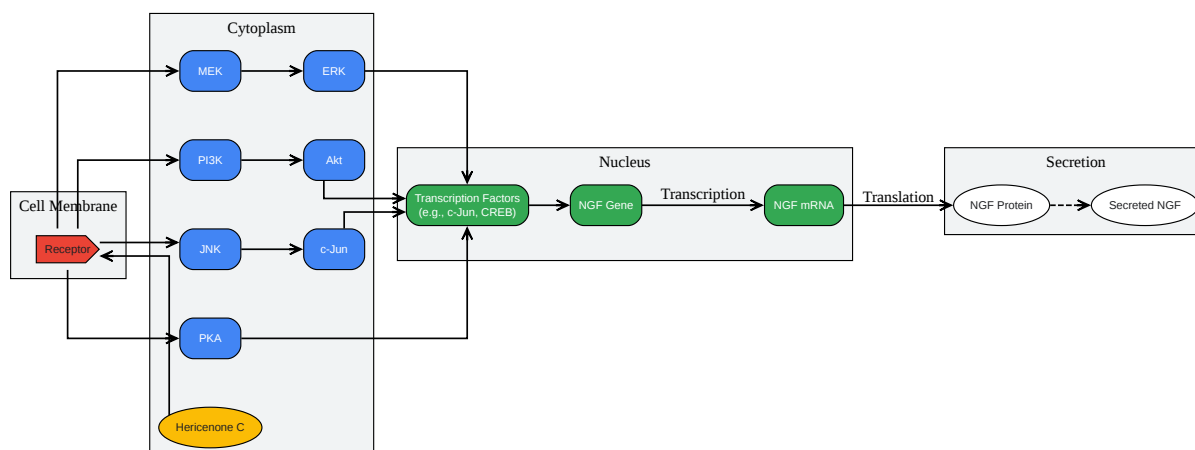 Cytoplasm
MEK
ERK
PI3K
Akt
Nucleus
Secretion
Cell Membrane
Transcription Factors
(e.g., c-Jun, CREB)
NGF Gene
Transcription
NGF mRNA
Translation
NGF Protein
Secreted NGF
Receptor
JNK
c-Jun
PKA
Hericenone C